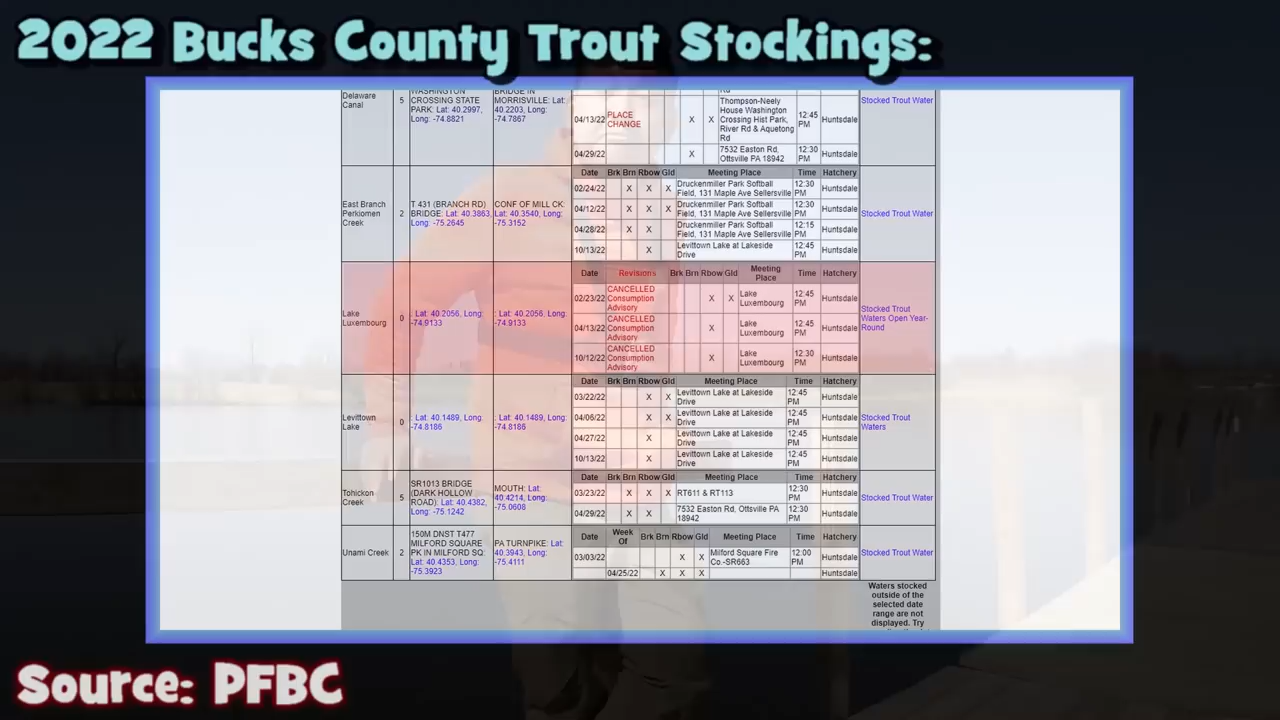 2022 Bucks County Trout Stockings:
Delaware Canal 5 WASHINGTON CROSSING STATE PARK: Lat: 40.2997, Long: -74.8821 BRIDGE IN MORRISVILLE: Lat: 40.2203, Long: -74.7867 Stocked Trout Water
Rd
04/13/22 PLACE CHANGE X X Thompson-Neely House Washington Crossing Hist Park, River Rd & Aquetong Rd 12:45 PM Huntsdale
04/29/22 X 7532 Easton Rd, Ottsville PA 18942 12:30 PM Huntsdale
East Branch Perkiomen Creek 2 T 431 (BRANCH RD) BRIDGE: Lat: 40.3863, Long: -75.2645 CONF OF MILL CK: Lat: 40.3540, Long: -75.3152 Stocked Trout Water
Date Brk Brn Rbow Gld Meeting Place Time Hatchery
02/24/22 X X X Druckenmiller Park Softball Field, 131 Maple Ave Sellersville 12:30 PM Huntsdale
04/12/22 X X X Druckenmiller Park Softball Field, 131 Maple Ave Sellersville 12:30 PM Huntsdale
04/28/22 X X Druckenmiller Park Softball Field, 131 Maple Ave Sellersville 12:15 PM Huntsdale
10/13/22 X Levittown Lake at Lakeside Drive 12:45 PM Huntsdale
Lake Luxembourg 0 : Lat: 40.2056, Long: -74.9133 : Lat: 40.2056, Long: -74.9133 Stocked Trout Waters Open Year-Round
Date Revisions Brk Brn Rbow Gld Meeting Place Time Hatchery
02/23/22 CANCELLED Consumption Advisory X X Lake Luxembourg 12:45 PM Huntsdale
04/13/22 CANCELLED Consumption Advisory X Lake Luxembourg 12:45 PM Huntsdale
10/12/22 CANCELLED Consumption Advisory X Lake Luxembourg 12:30 PM Huntsdale
Levittown Lake 0 : Lat: 40.1489, Long: -74.8186 : Lat: 40.1489, Long: -74.8186 Stocked Trout Waters
Date Brk Brn Rbow Gld Meeting Place Time Hatchery
03/22/22 X X Levittown Lake at Lakeside Drive 12:45 PM Huntsdale
04/06/22 X X Levittown Lake at Lakeside Drive 12:45 PM Huntsdale
04/27/22 X Levittown Lake at Lakeside Drive 12:45 PM Huntsdale
10/13/22 X Levittown Lake at Lakeside Drive 12:45 PM Huntsdale
Tohickon Creek 5 SR1013 BRIDGE (DARK HOLLOW ROAD): Lat: 40.4382, Long: -75.1242 MOUTH: Lat: 40.4214, Long: -75.0608 Stocked Trout Water
Date Brk Brn Rbow Gld Meeting Place Time Hatchery
03/23/22 X X X RT611 & RT113 12:30 PM Huntsdale
04/29/22 X X 7532 Easton Rd, Ottsville PA 18942 12:30 PM Huntsdale
Unami Creek 2 150M DNST T477 MILFORD SQUARE PK IN MILFORD SQ: Lat: 40.4353, Long: -75.3923 PA TURNPIKE: Lat: 40.3943, Long: -75.4111 Stocked Trout Water
Date Week Of Brk Brn Rbow Gld Meeting Place Time Hatchery
03/03/22 X X Milford Square Fire Co.-SR663 12:00 PM Huntsdale
04/25/22 X X X Huntsdale
Waters stocked
outside of the
selected date
range are not
displayed. Try
Source: PFBC